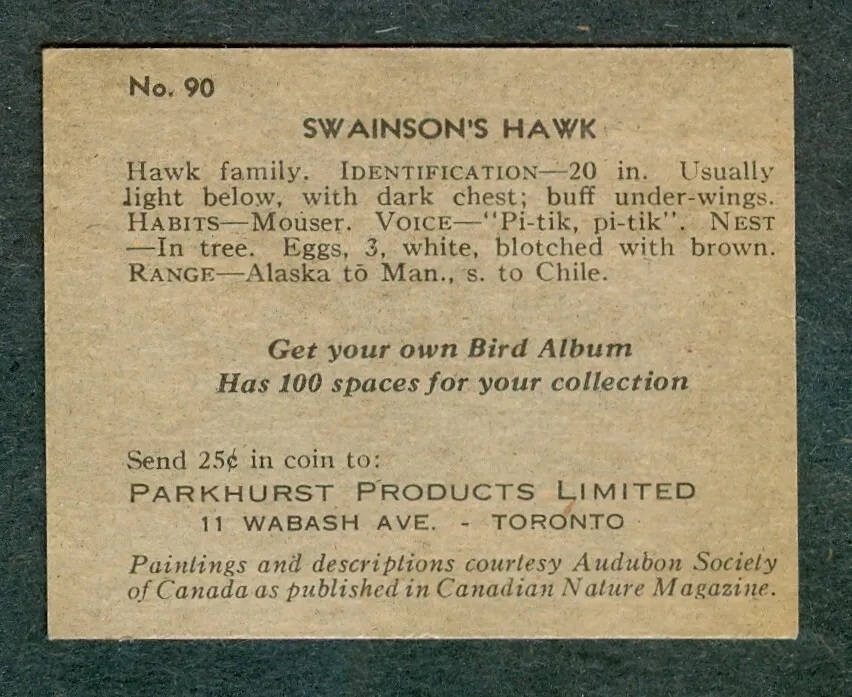 No. 90
SWAINSON'S HAWK
Hawk family. IDENTIFICATION—20 in. Usually
light below, with dark chest; buff under-wings.
HABITS—Mouser. VOICE—"Pi-tik, pi-tik". NEST
—In tree. Eggs, 3, white, blotched with brown.
RANGE—Alaska to Man., s. to Chile.
Get your own Bird Album
Has 100 spaces for your collection
Send 25¢ in coin to:
PARKHURST PRODUCTS LIMITED
11 WABASH AVE. - TORONTO
Paintings and descriptions courtesy Audubon Society
of Canada as published in Canadian Nature Magazine.